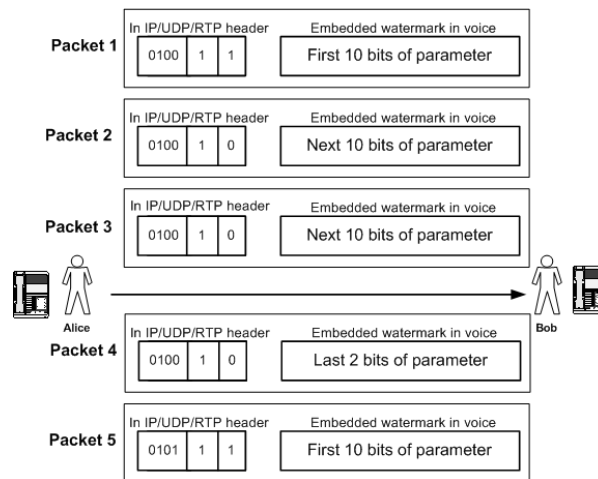 In IP/UDP/RTP header Embedded watermark in voice
Packet 1
0100 1 1 First 10 bits of parameter
In IP/UDP/RTP header Embedded watermark in voice
Packet 2
0100 1 0 Next 10 bits of parameter
In IP/UDP/RTP header Embedded watermark in voice
Packet 3
0100 1 0 Next 10 bits of parameter
Alice Bob
In IP/UDP/RTP header Embedded watermark in voice
Packet 4
0100 1 0 Last 2 bits of parameter
In IP/UDP/RTP header Embedded watermark in voice
Packet 5
0101 1 1 First 10 bits of parameter